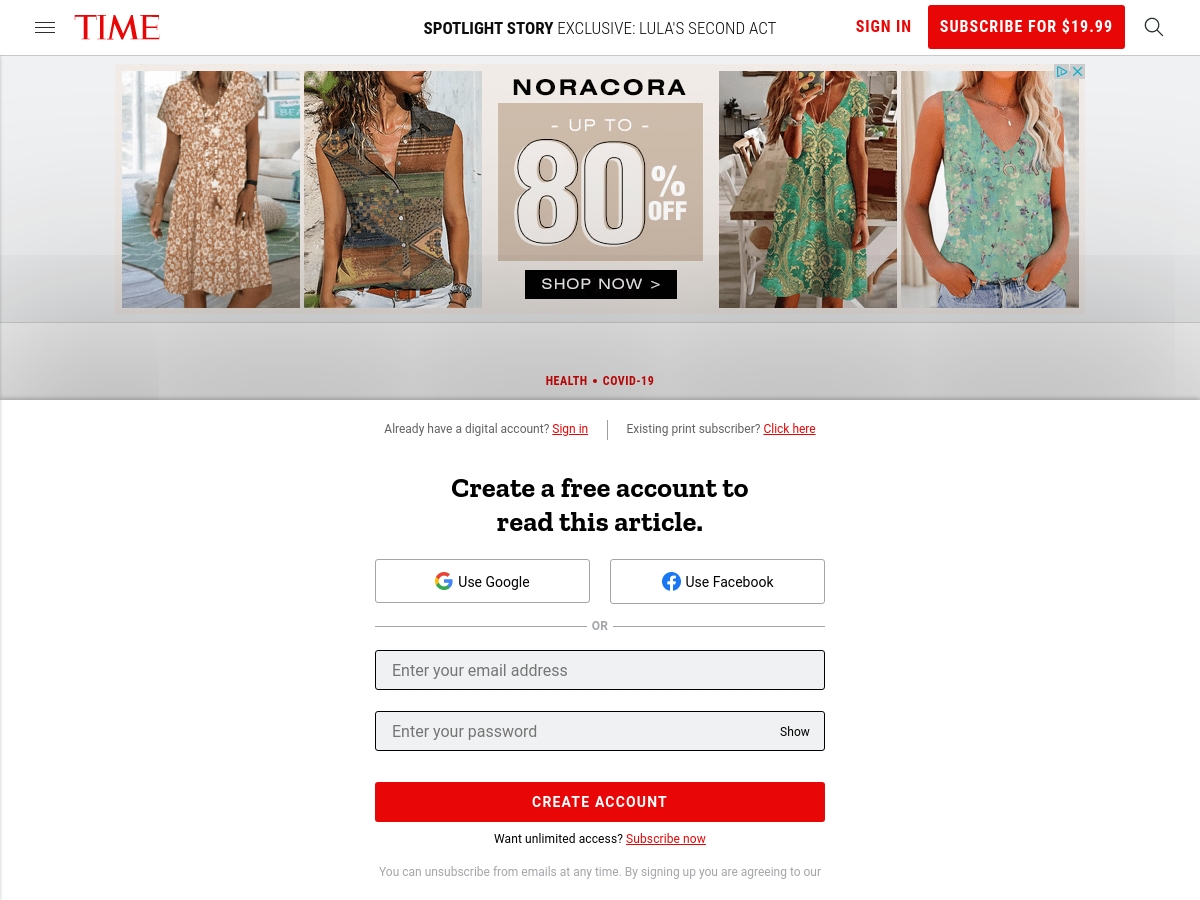 TIME
SPOTLIGHT STORY EXCLUSIVE: LULA'S SECOND ACT
SIGN IN
SUBSCRIBE FOR $19.99
NORACORA
- UP TO -
80% OFF
SHOP NOW >
HEALTH • COVID-19
Already have a digital account? Sign in
Existing print subscriber? Click here
Create a free account to
read this article.
Use Google
Use Facebook
OR
Enter your email address
Enter your password
Show
CREATE ACCOUNT
Want unlimited access? Subscribe now
You can unsubscribe from emails at any time. By signing up you are agreeing to our